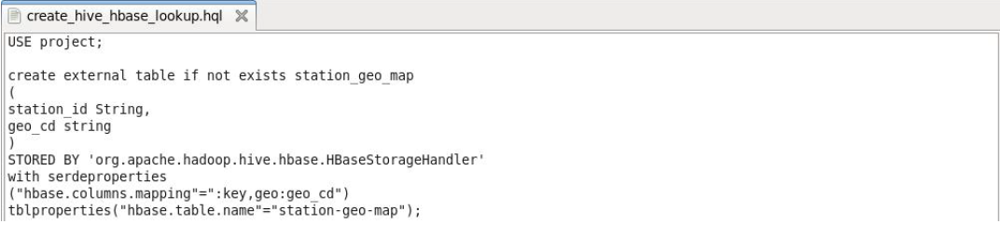 create_hive_hbase_lookup.hql
USE project;
create external table if not exists station_geo_map
(
station_id String,
geo_cd string
)
STORED BY 'org.apache.hadoop.hive.hbase.HBaseStorageHandler'
with serdeproperties
("hbase.columns.mapping"=":key,geo:geo_cd")
tblproperties("hbase.table.name"="station-geo-map");